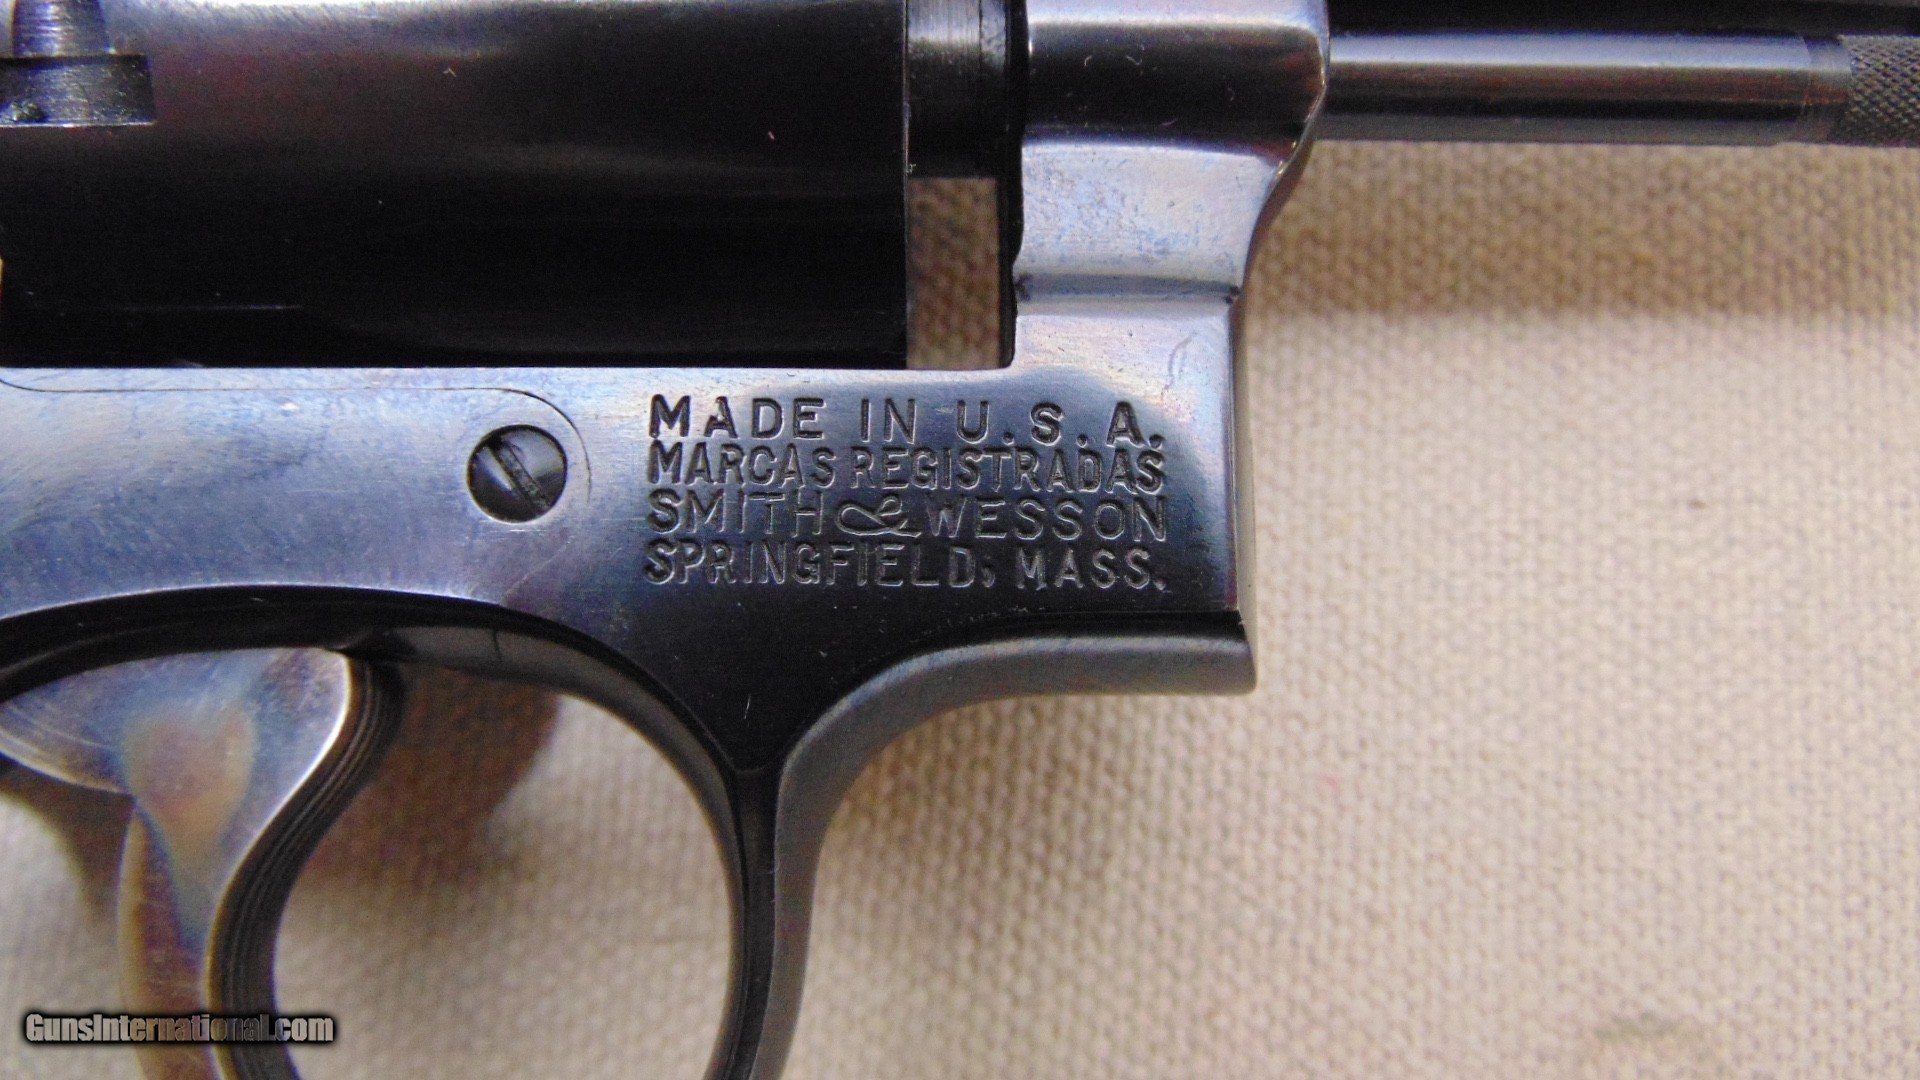 MADE IN U.S.A.
MARCAS REGISTRADAS
SMITH & WESSON
SPRINGFIELD, MASS.
GunsInternational.com